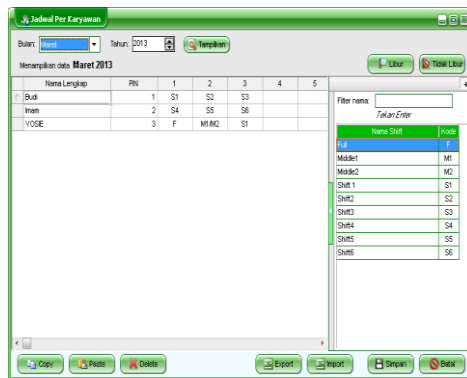 Jadwal Per Karyawan
Bulan: Maret Tahun: 2013 Tampilkan
Menampilkan data Maret 2013 Libur Tidak Libur
Nama Lengkap PIN 1 2 3 4 5
Budi 1 S1 S2 S3
Imam 2 S4 S5 S6
YOSIE 3 F M1/M2 S1
Filter nama:
Tekan Enter
Nama Shift Kode
Full F
Middle1 M1
Middle2 M2
Shift 1 S1
Shift2 S2
Shift3 S3
Shift4 S4
Shift5 S5
Shift6 S6
Copy Paste Delete Export Import Simpan Batal